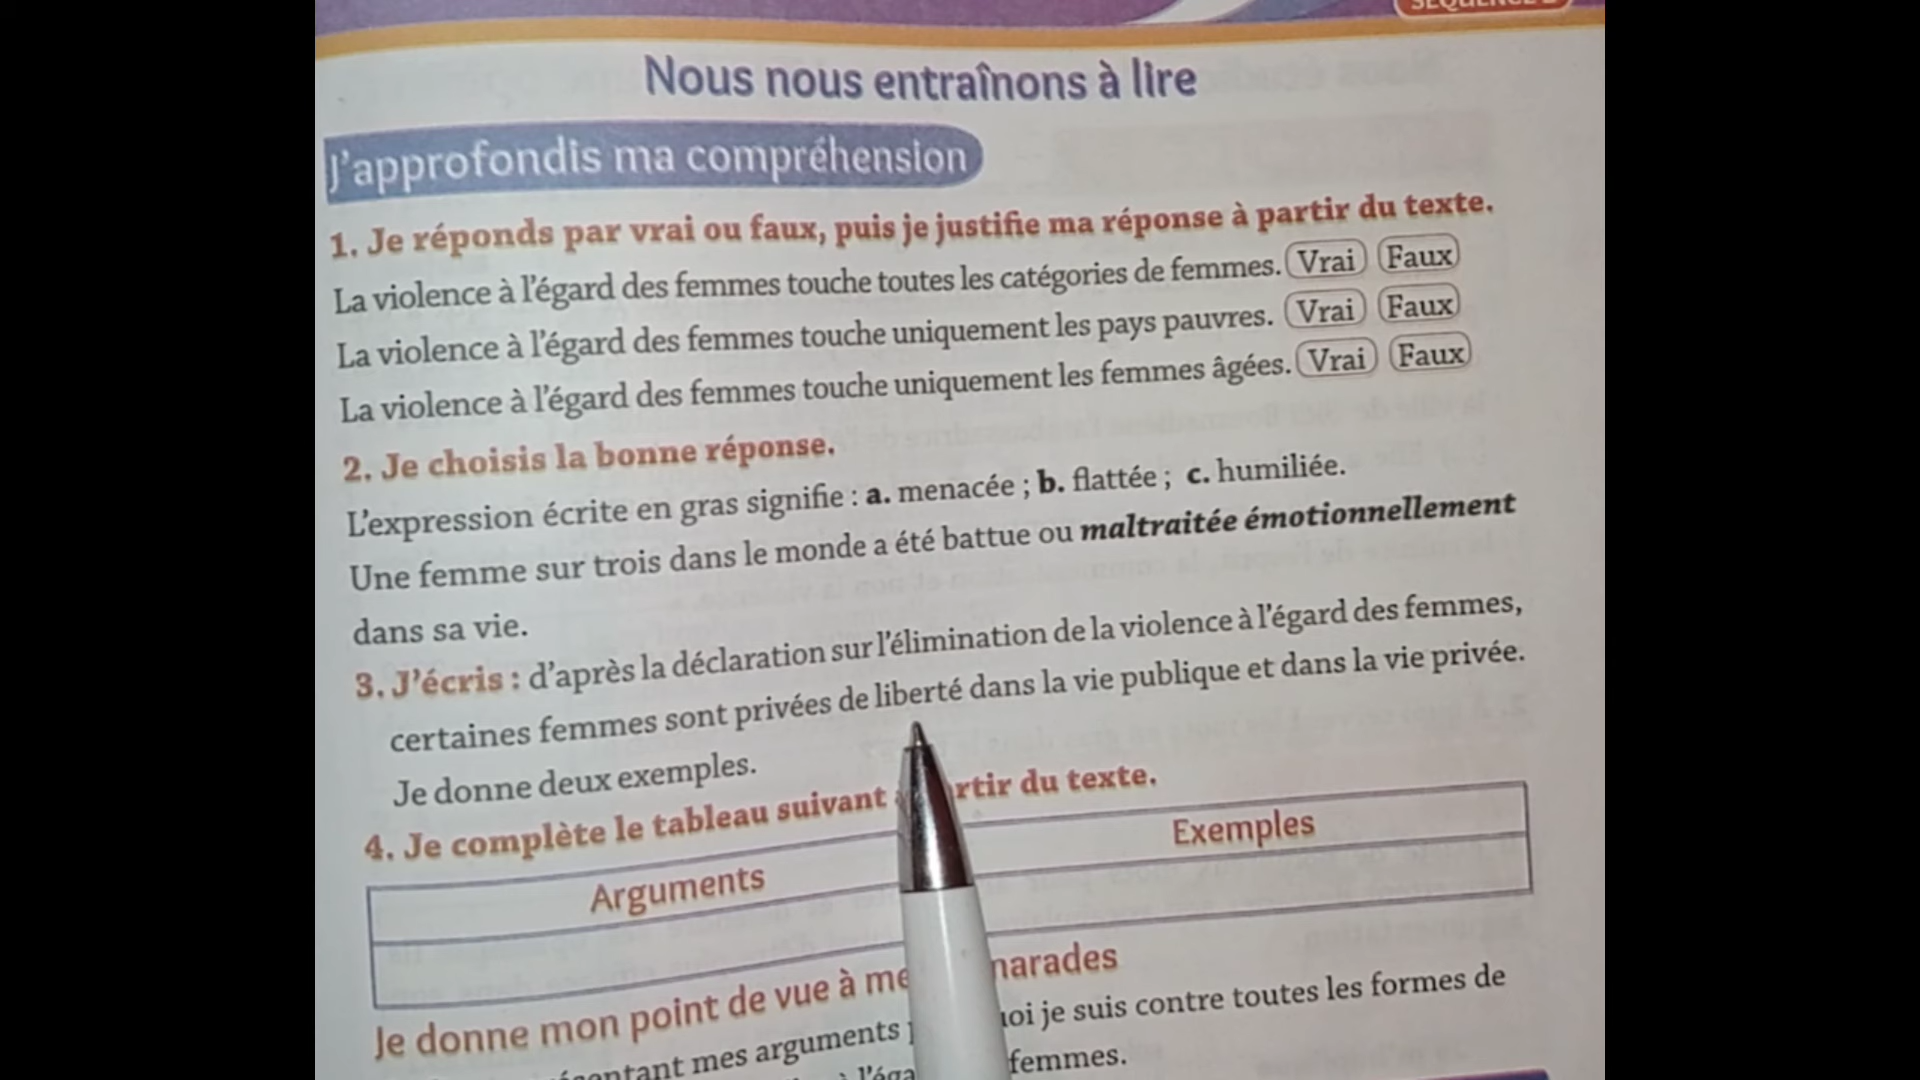 Nous nous entraînons à lire
J'approfondis ma compréhension
1. Je réponds par vrai ou faux, puis je justifie ma réponse à partir du texte.
La violence à l'égard des femmes touche toutes les catégories de femmes. Vrai Faux
La violence à l'égard des femmes touche uniquement les pays pauvres. Vrai Faux
La violence à l'égard des femmes touche uniquement les femmes âgées. Vrai Faux
2. Je choisis la bonne réponse.
L'expression écrite en gras signifie : a. menacée ; b. flattée ; c. humiliée.
Une femme sur trois dans le monde a été battue ou maltraitée émotionnellement
dans sa vie.
3. J'écris : d'après la déclaration sur l'élimination de la violence à l'égard des femmes,
certaines femmes sont privées de liberté dans la vie publique et dans la vie privée.
Je donne deux exemples.
4. Je complète le tableau suivant du texte.
Arguments Exemples
Je donne mon point de vue à
mes arguments je suis contre toutes les formes de
femmes.